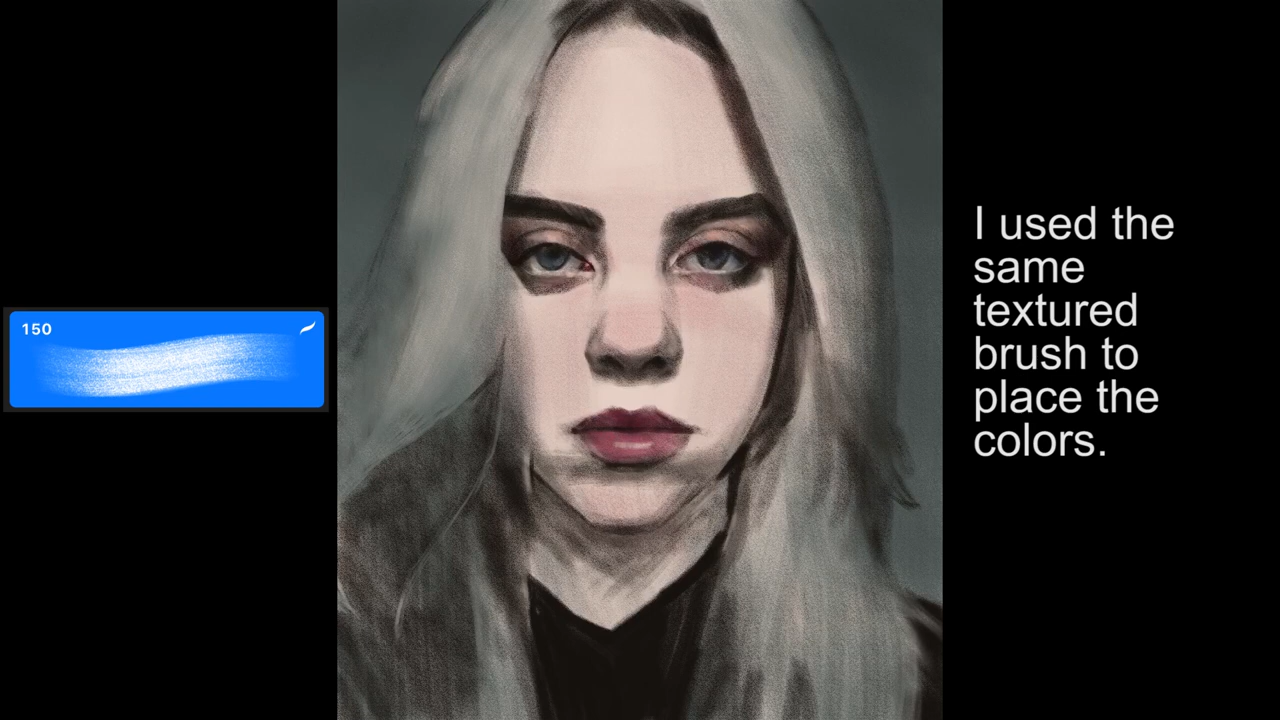 150
I used the
same
textured
brush to
place the
colors.